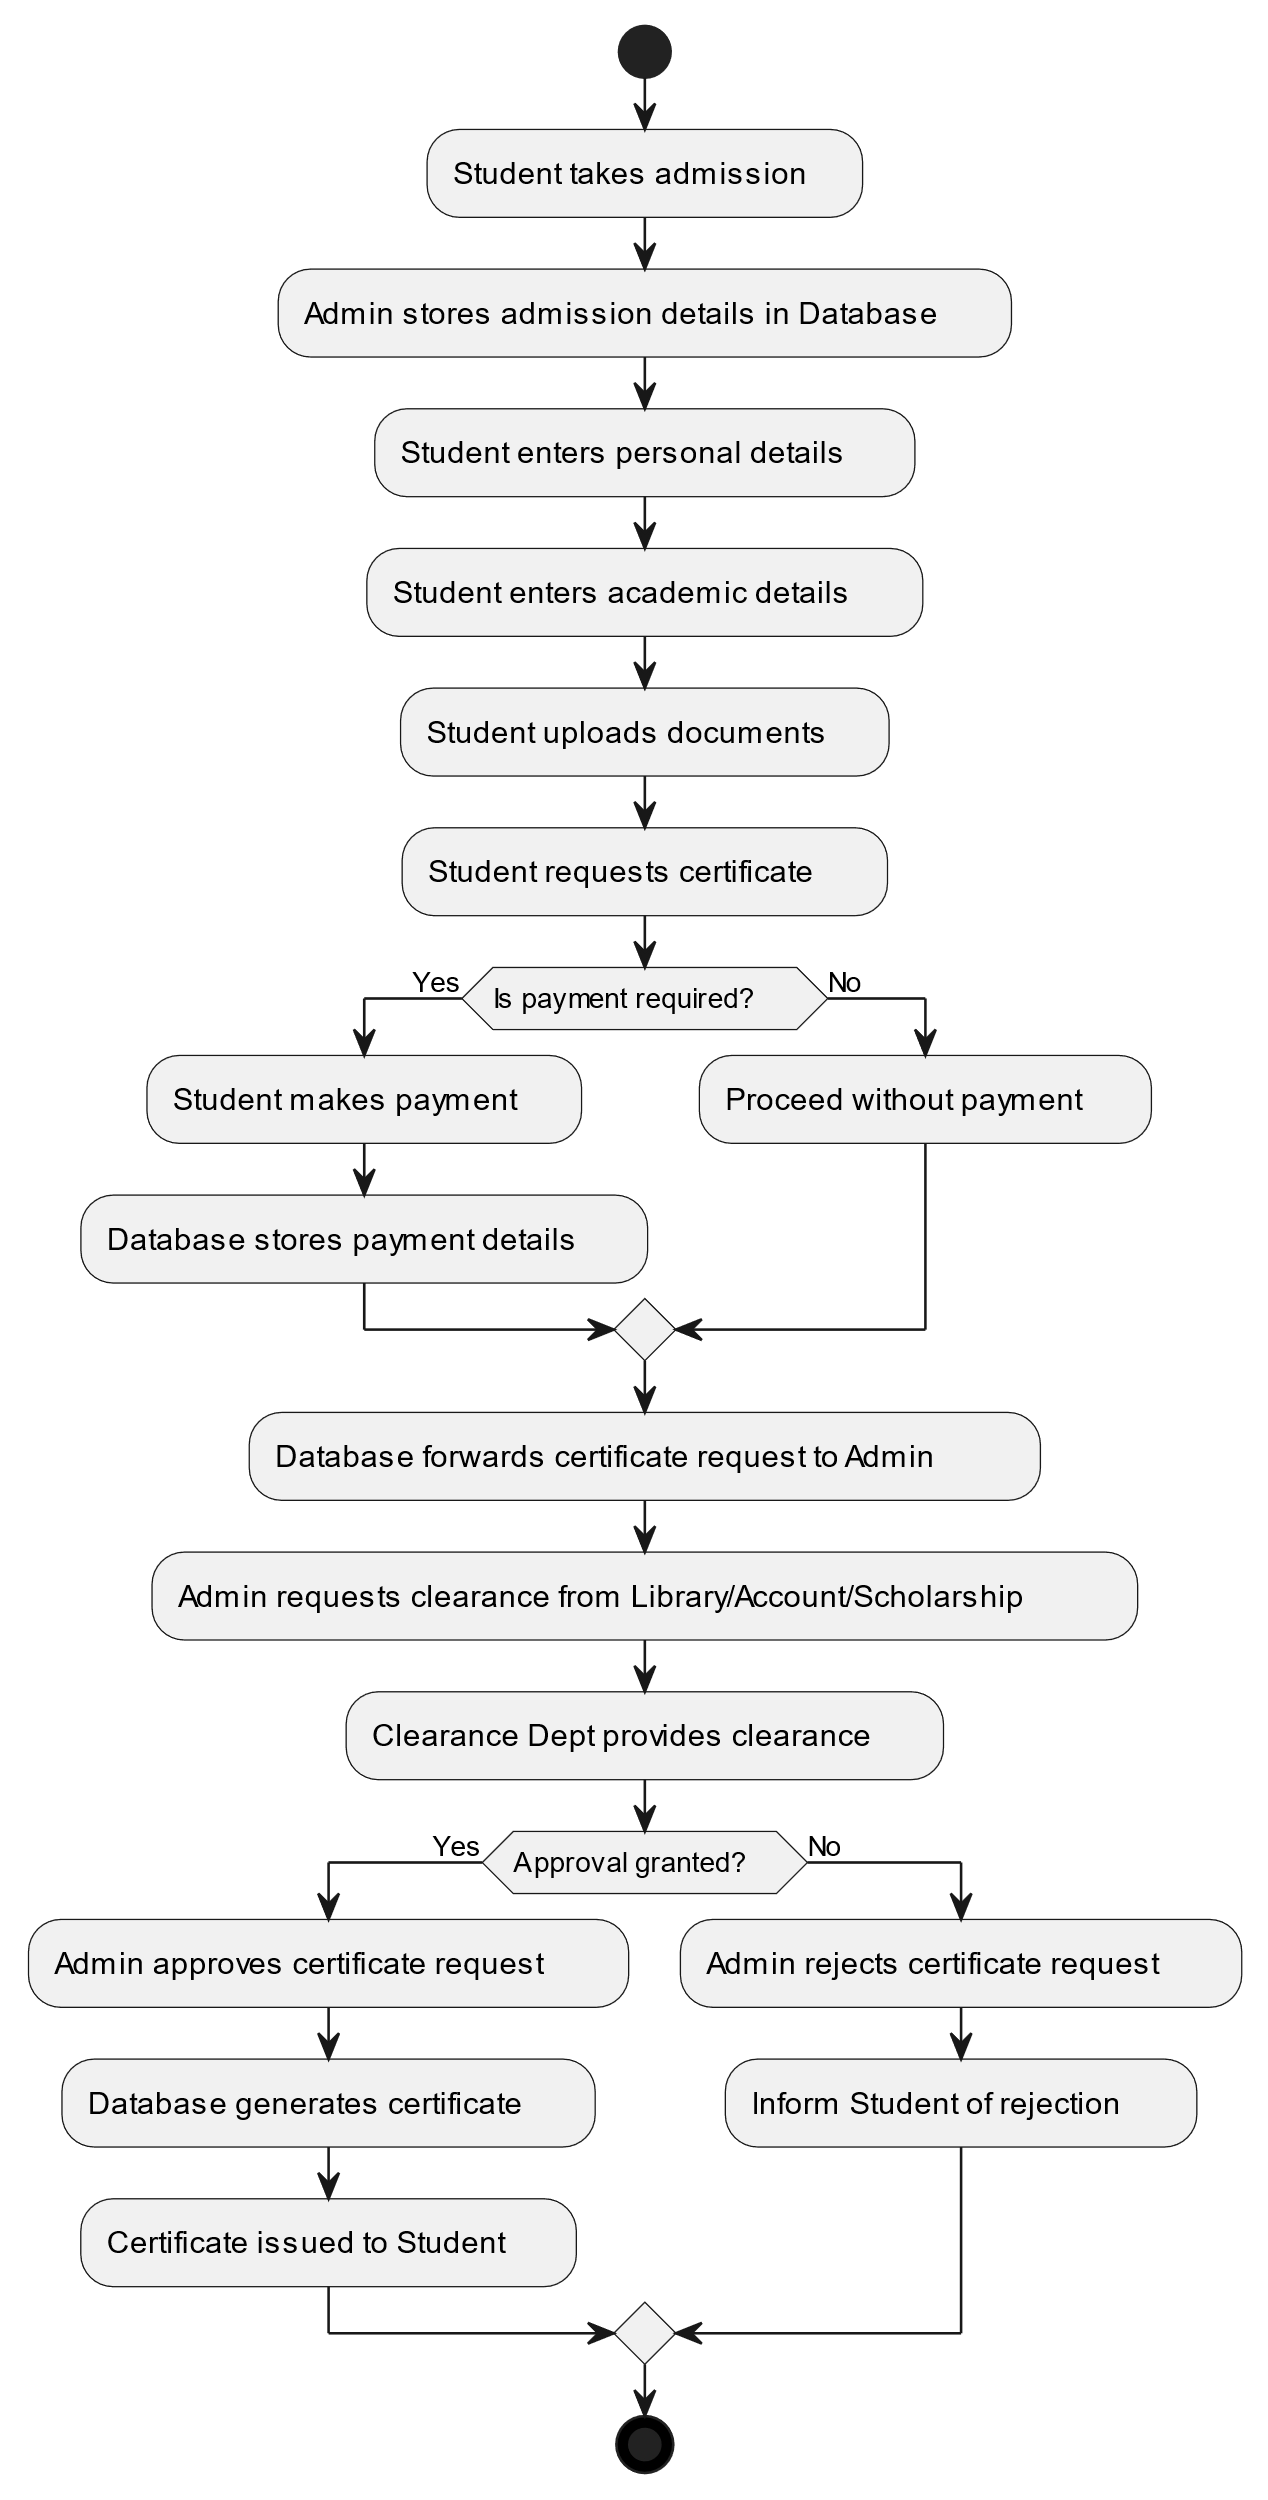 Student takes admission
Admin stores admission details in Database
Student enters personal details
Student enters academic details
Student uploads documents
Student requests certificate
Yes
Is payment required?
No
Student makes payment
Proceed without payment
Database stores payment details
Database forwards certificate request to Admin
Admin requests clearance from Library/Account/Scholarship
Clearance Dept provides clearance
Yes
Approval granted?
No
Admin approves certificate request
Admin rejects certificate request
Database generates certificate
Inform Student of rejection
Certificate issued to Student